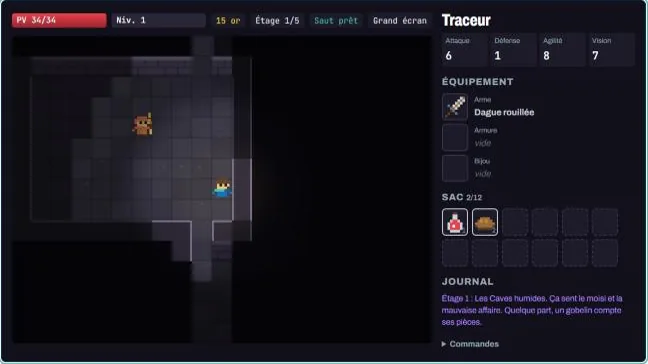 PV 34/34
Niv. 1
15 or
Étage 1/5
Saut prêt
Grand écran
Traceur
Attaque
6
Défense
1
Agilité
8
Vision
7
ÉQUIPEMENT
Arme
Dague rouillée
Armure
vide
Bijou
vide
SAC 2/12
JOURNAL
Étage 1 : Les Caves humides. Ça sent le moisi et la
mauvaise affaire. Quelque part, un gobelin compte
ses pièces.
Commandes